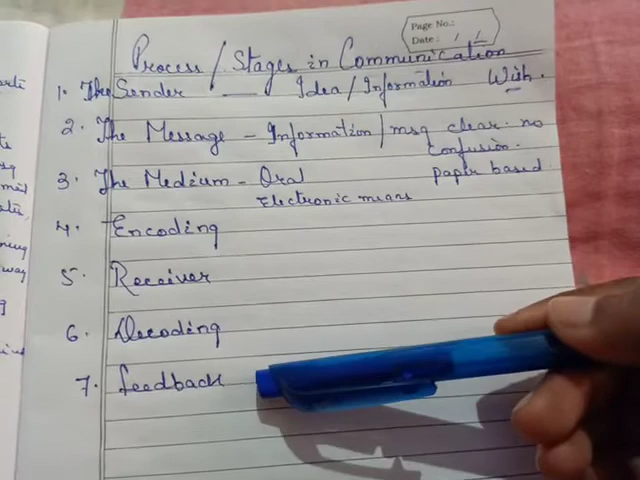 Page No.:
Date: / /
Process / Stages in Communication
1. The Sender — Idea / Information With.
2. The Message - Information / msg clear. no
confusion.
3. The Medium - Oral paper based.
Electronic means
4. Encoding
5. Receiver
6. Decoding
7. feedback